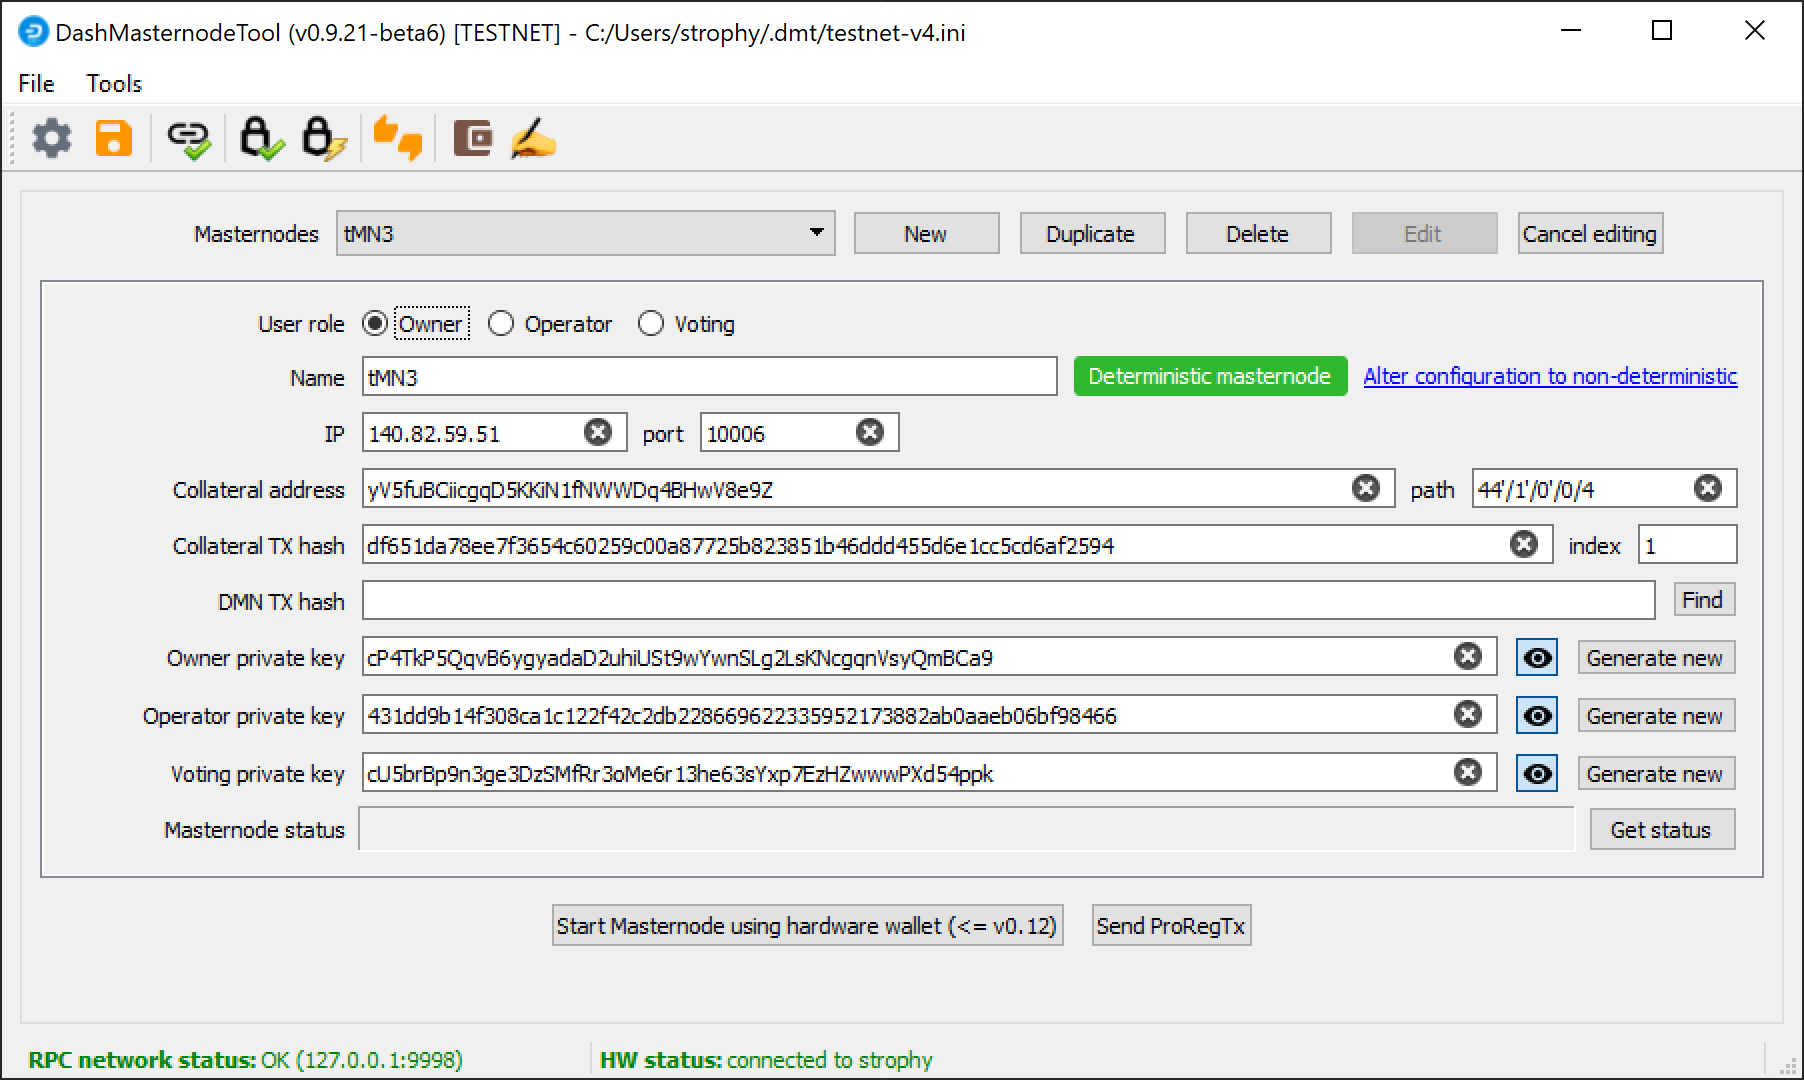 DashMasternodeTool (v0.9.21-beta6) [TESTNET] - C:/Users/strophy/.dmt/testnet-v4.ini
File Tools
Masternodes tMN3 New Duplicate Delete Edit Cancel editing
User role Owner Operator Voting
Name tMN3 Deterministic masternode Alter configuration to non-deterministic
IP 140.82.59.51 port 10006
Collateral address yV5fuBCiicgqD5KKiN1fNWWDq4BHwV8e9Z path 44'/1'/0'/0/4
Collateral TX hash df651da78ee7f3654c60259c00a87725b823851b46ddd455d6e1cc5cd6af2594 index 1
DMN TX hash Find
Owner private key cP4TkP5QqvB6ygyadaD2uhiUSt9wYwnSLg2LsKNcgqnVsyQmBCa9 Generate new
Operator private key 431dd9b14f308ca1c122f42c2db228669622335952173882ab0aaeb06bf98466 Generate new
Voting private key cU5brBp9n3ge3DzSMfRr3oMe6r13he63sYxp7EzHZwwwPXd54ppk Generate new
Masternode status Get status
Start Masternode using hardware wallet (<= v0.12) Send ProRegTx
RPC network status: OK (127.0.0.1:9998) HW status: connected to strophy